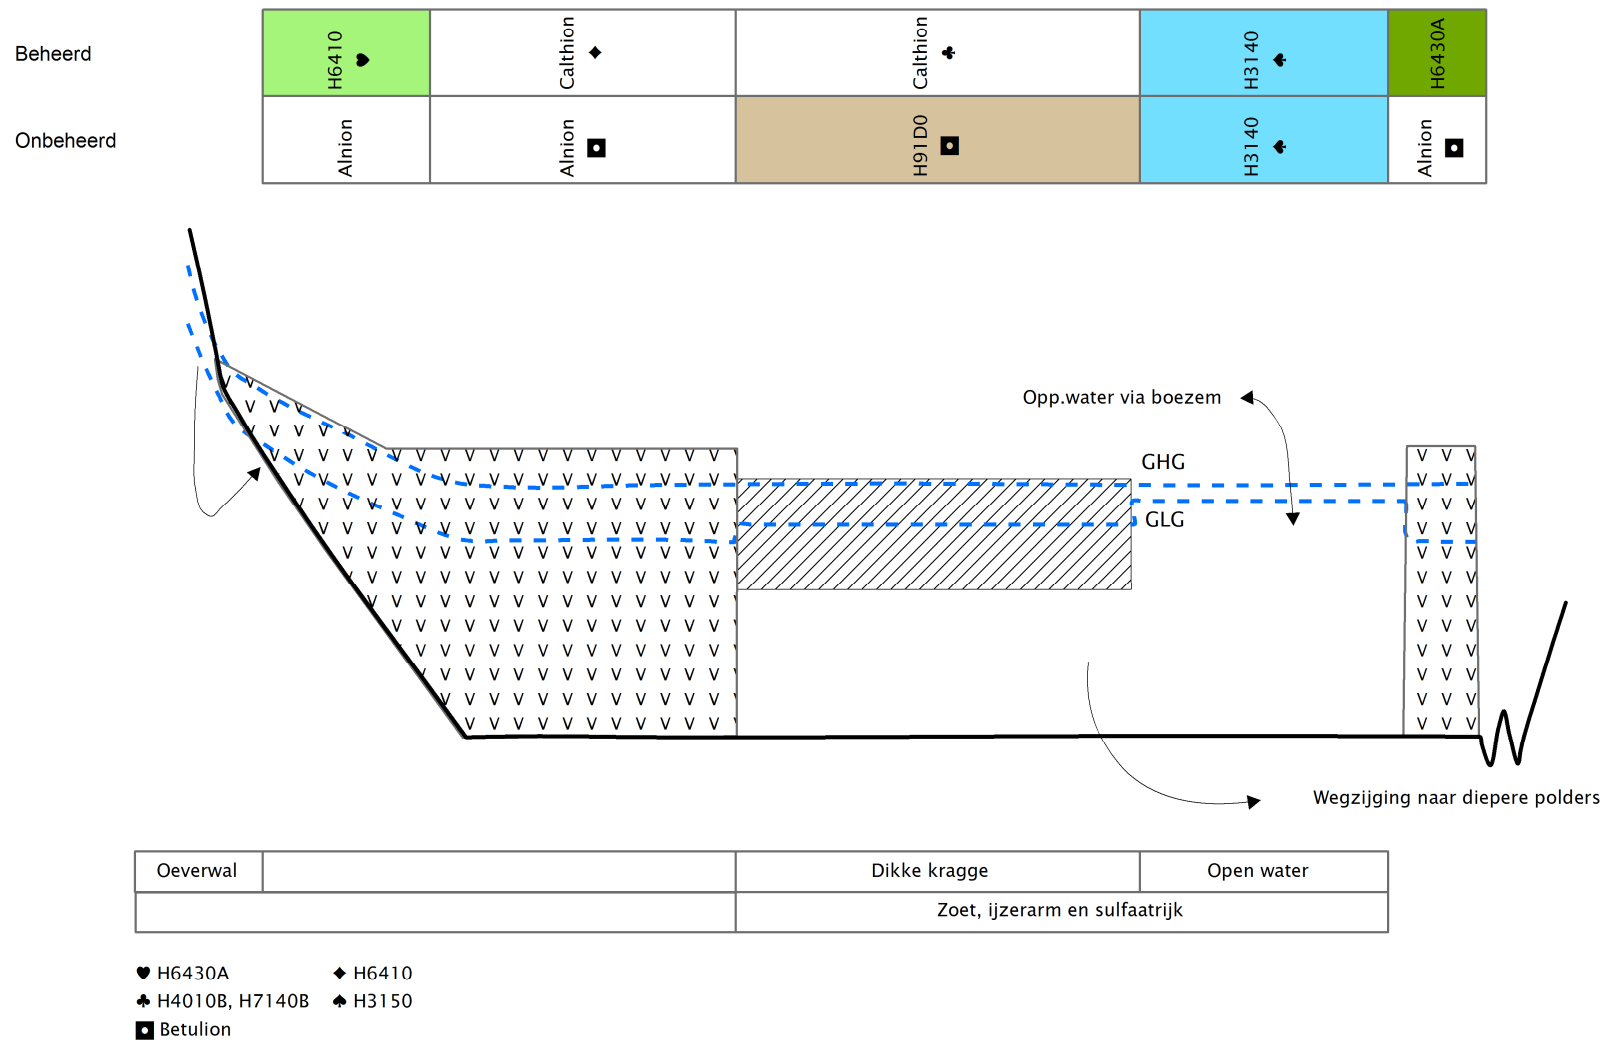 Beheerd
H6410 ♥
Calthion ♦
Calthion ♣
H3140 ♠
H6430A
Onbeheerd
Alnion
Alnion ◘
H91D0 ◘
H3140 ♠
Alnion ◘
Opp.water via boezem
GHG
GLG
Wegzijging naar diepere polders
Oeverwal
Dikke kragge
Open water
Zoet, ijzerarm en sulfaatrijk
♥ H6430A ♦ H6410
♣ H4010B, H7140B ♠ H3150
◘ Betulion